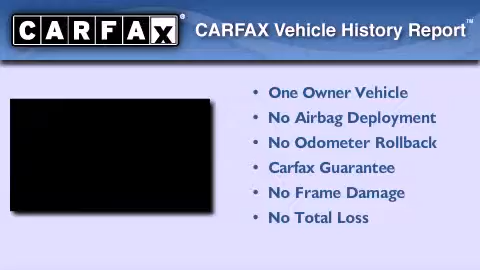 CARFAX® CARFAX Vehicle History Report™
• One Owner Vehicle
• No Airbag Deployment
• No Odometer Rollback
• Carfax Guarantee
• No Frame Damage
• No Total Loss